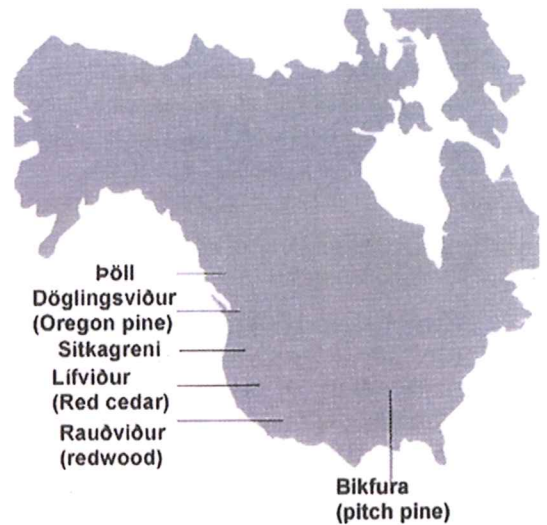 Þöll
Döglingsviður
(Oregon pine)
Sitkagreni
Lífviður
(Red cedar)
Rauðviður
(redwood)
Bikfura
(pitch pine)